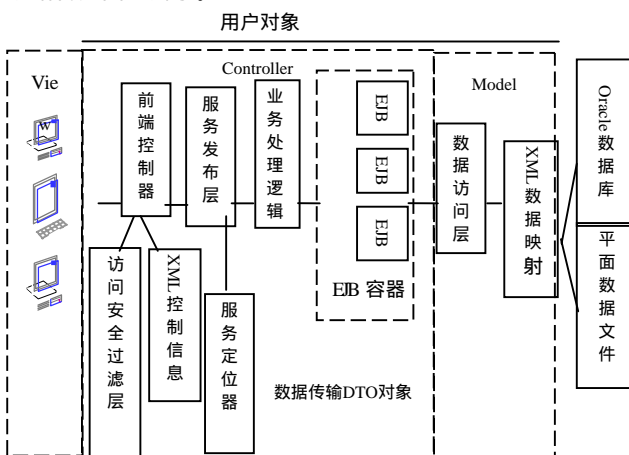 用户对象
Vie
w
Controller
Model
前端控制器
服务发布层
业务处理逻辑
EJB
EJB
EJB
EJB 容器
数据访问层
XML数据映射
Oracle数据库
平面数据文件
访问安全过滤层
XML控制信息
服务定位器
数据传输DTO对象